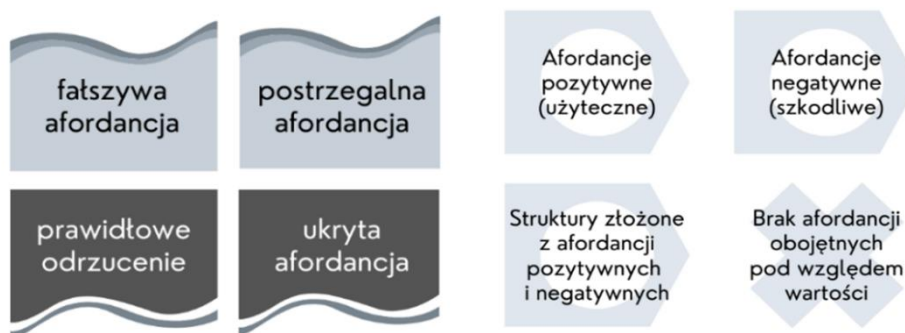 fałszywa
afordancja
postrzegalna
afordancja
prawidłowe
odrzucenie
ukryta
afordancja
Afordancje
pozytywne
(użyteczne)
Afordancje
negatywne
(szkodliwe)
Struktury złożone
z afordancji
pozytywnych
i negatywnych
Brak afordancji
obojętnych
pod względem
wartości